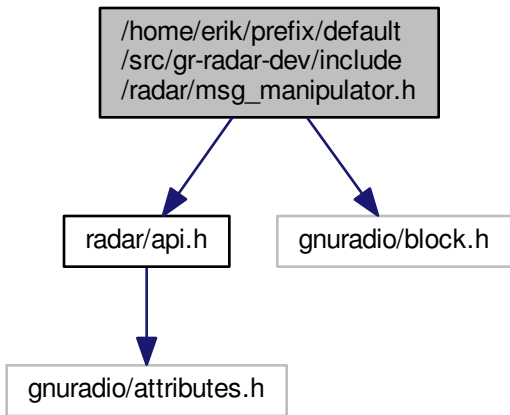 /home/erik/prefix/default
/src/gr-radar-dev/include
/radar/msg_manipulator.h
radar/api.h
gnuradio/block.h
gnuradio/attributes.h